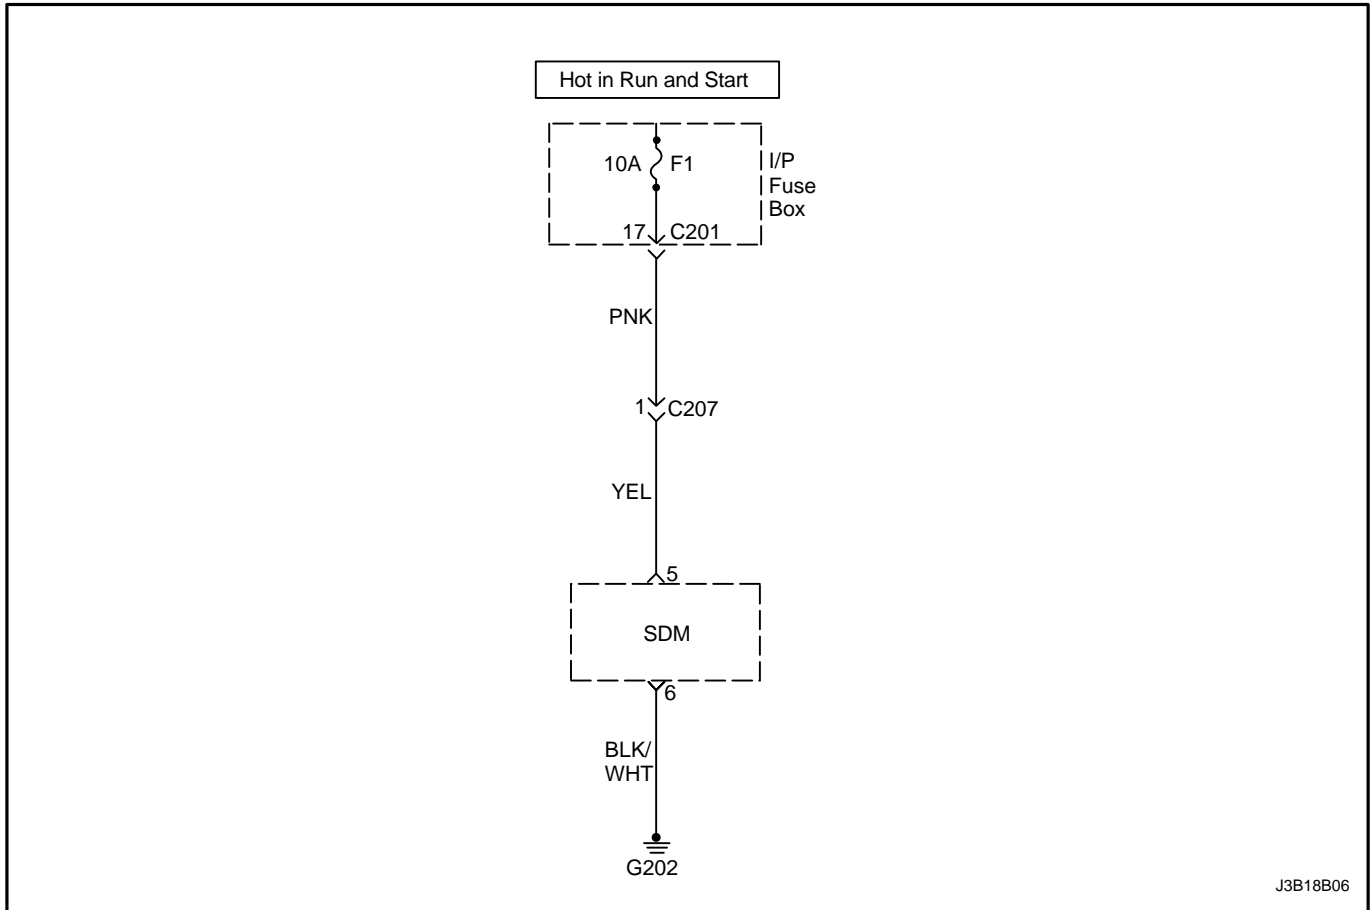 Hot in Run and Start
10A F1
I/P
Fuse
Box
17 C201
PNK
1 C207
YEL
5
SDM
6
BLK/
WHT
G202
J3B18B06